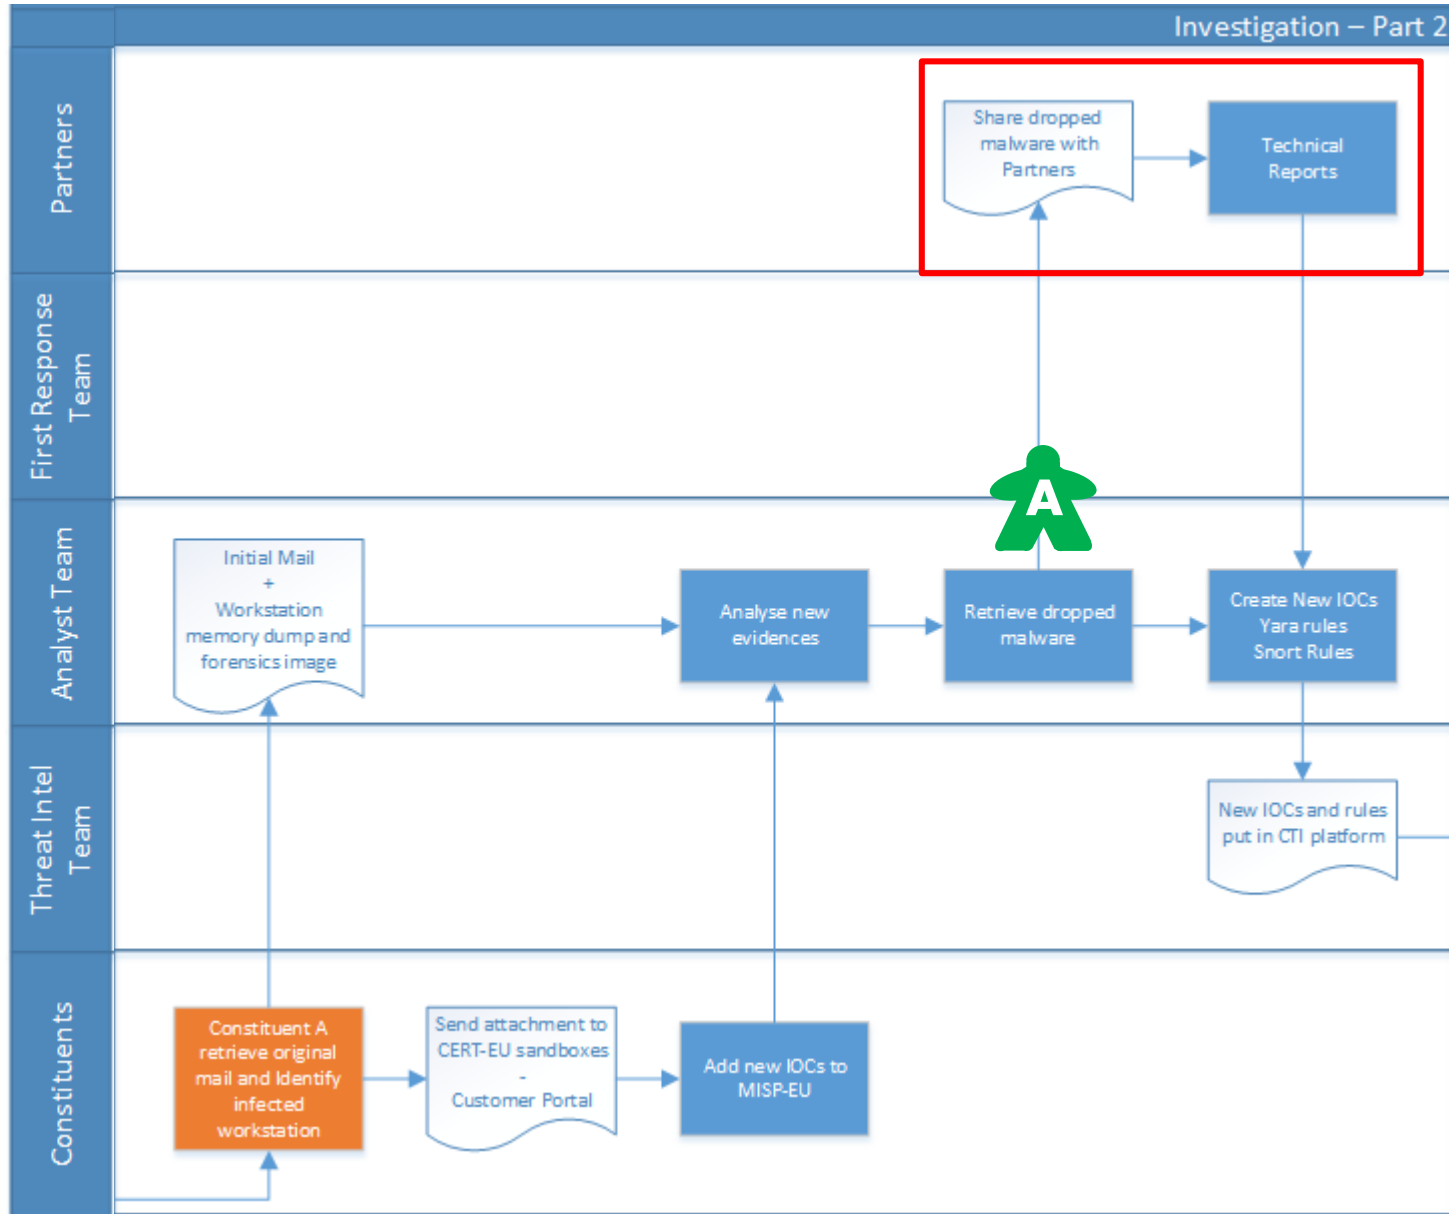 Investigation – Part 2
Partners
Share dropped
malware with
Partners
Technical
Reports
First Response
Team
A
Analyst Team
Initial Mail
+
Workstation
memory dump and
forensics image
Analyse new
evidences
Retrieve dropped
malware
Create New IOCs
Yara rules
Snort Rules
Threat Intel
Team
New IOCs and rules
put in CTI platform
Constituents
Constituent A
retrieve original
mail and Identify
infected
workstation
Send attachment to
CERT-EU sandboxes
-
Customer Portal
Add new IOCs to
MISP-EU